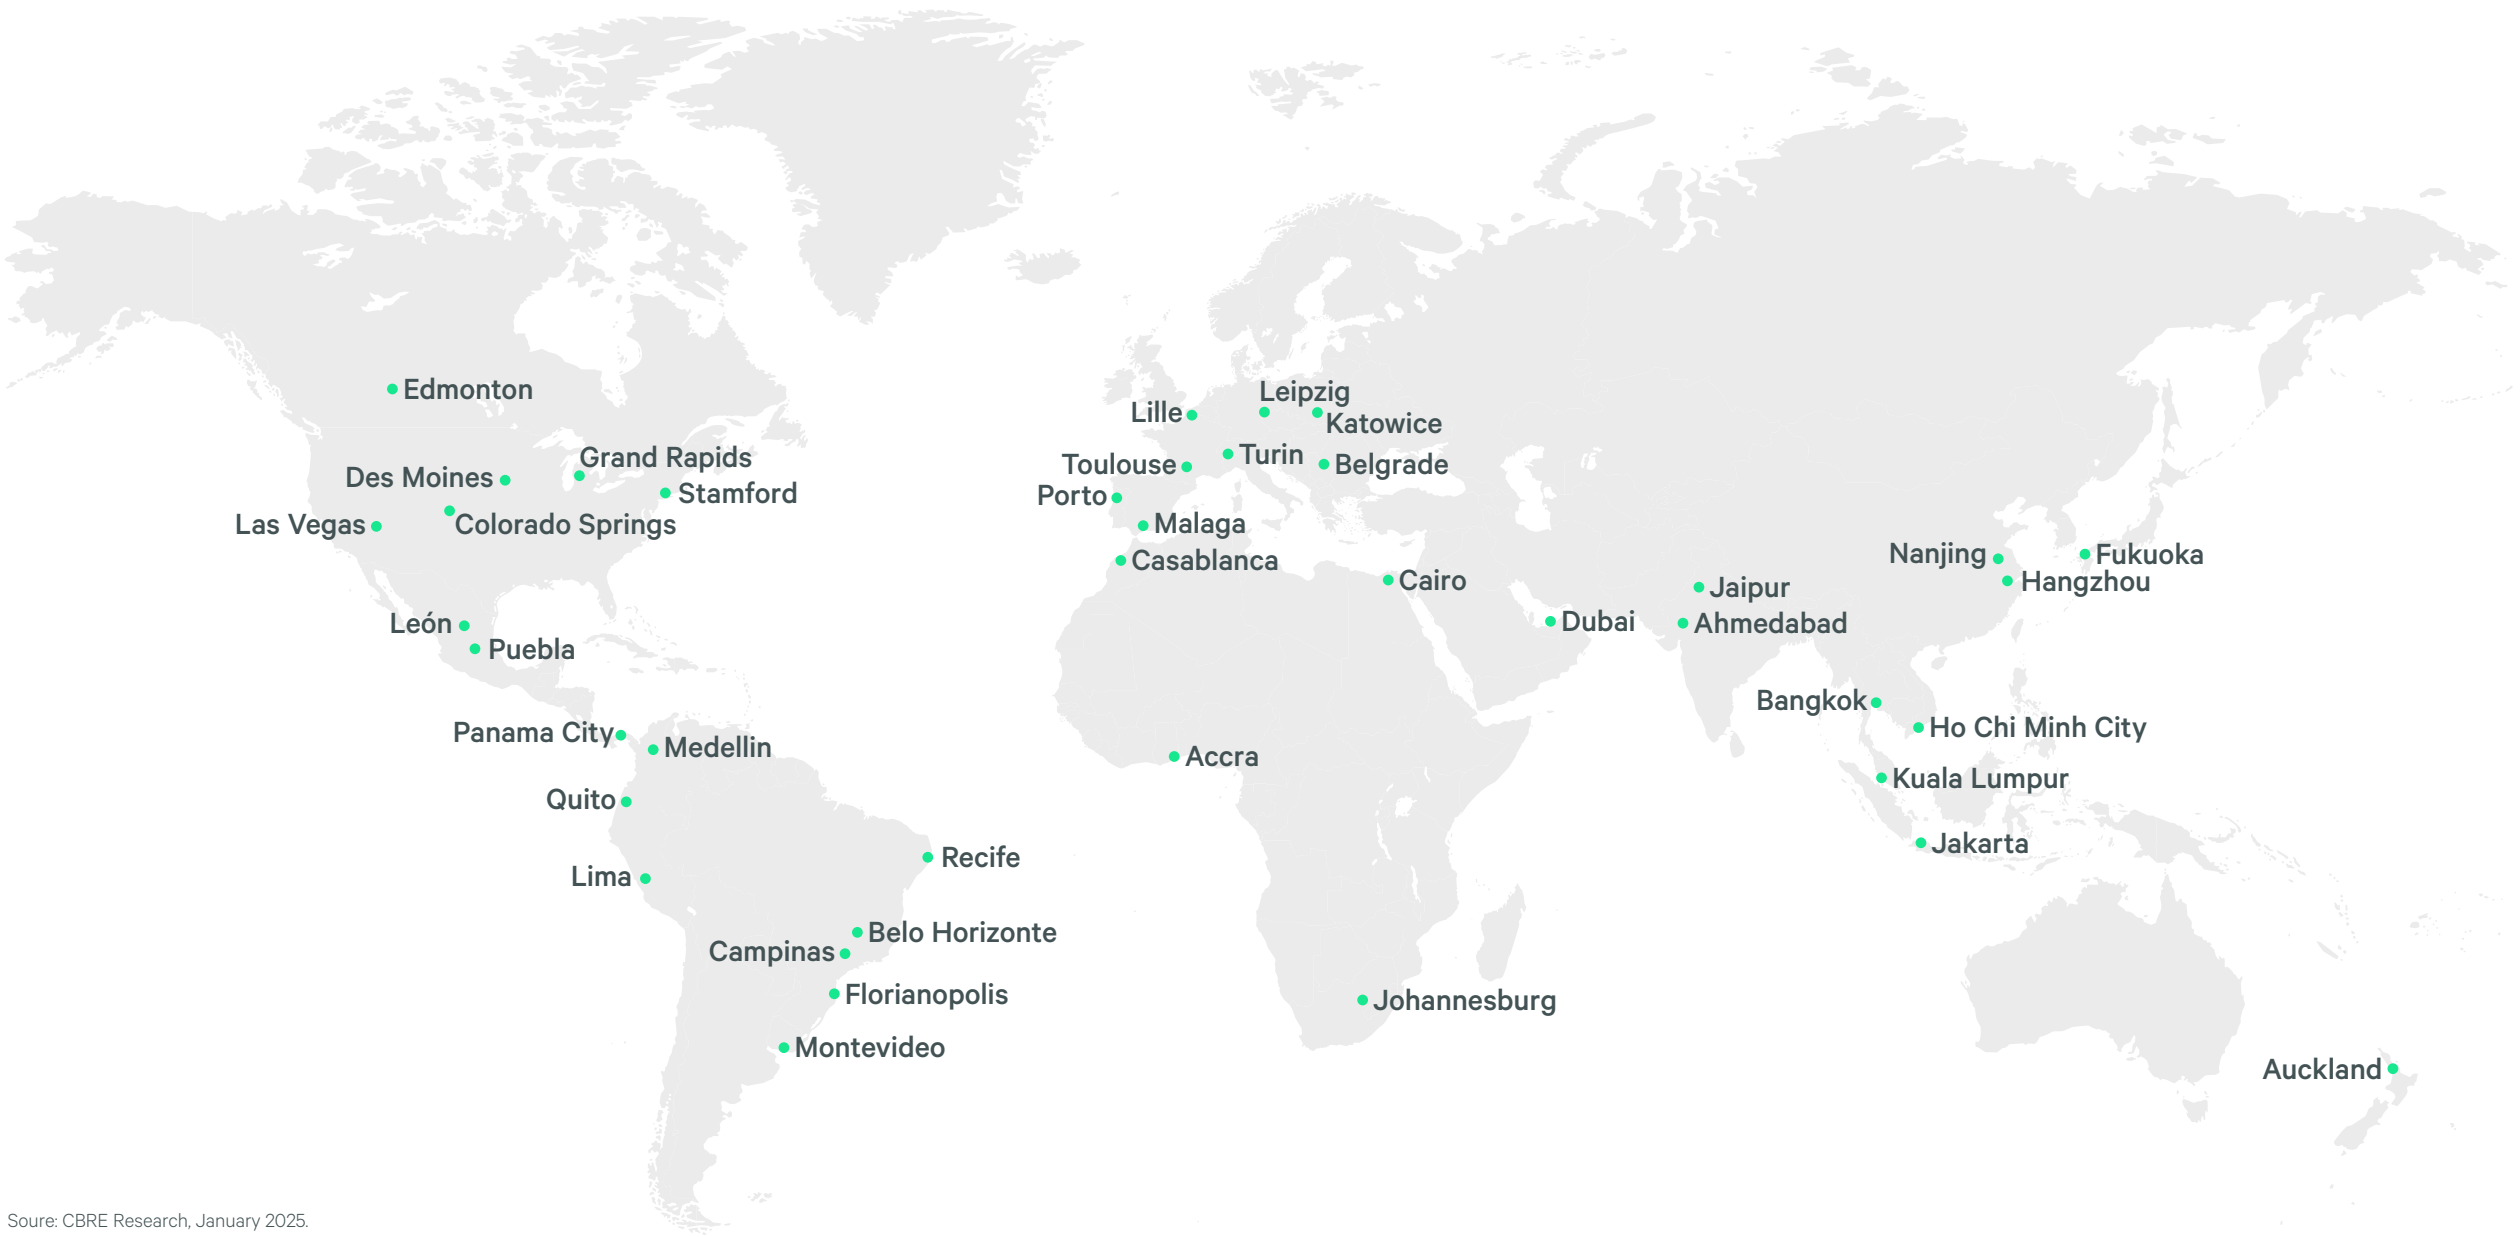 Edmonton
Leipzig
Lille
Katowice
Grand Rapids
Turin
Toulouse
Belgrade
Des Moines
Stamford
Porto
Las Vegas
Colorado Springs
Malaga
Casablanca
Nanjing
Fukuoka
Cairo
Hangzhou
Jaipur
León
Dubai
Ahmedabad
Puebla
Bangkok
Ho Chi Minh City
Panama City
Medellin
Accra
Kuala Lumpur
Quito
Jakarta
Recife
Lima
Belo Horizonte
Campinas
Florianopolis
Johannesburg
Montevideo
Auckland
Soure: CBRE Research, January 2025.